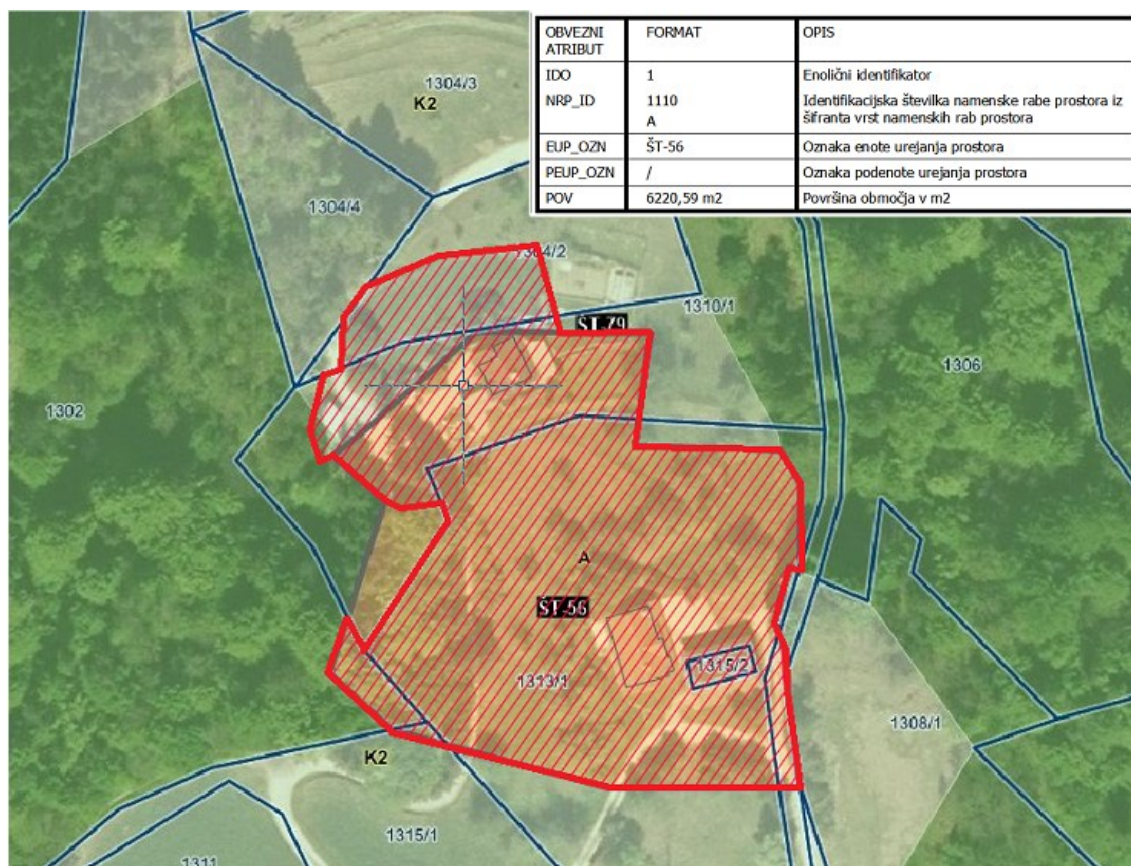 OBVEZNI ATRIBUT FORMAT OPIS
IDO 1 Enolični identifikator
NRP_ID 1110 A Identifikacijska številka namenske rabe prostora iz šifranta vrst namenskih rab prostora
EUP_OZN ŠT-56 Oznaka enote urejanja prostora
PEUP_OZN / Oznaka podenote urejanja prostora
POV 6220,59 m2 Površina območja v m2
1304/3
K2
1304/4
1304/2
1310/1
ŠT-79
1306
1302
A
ŠT-56
1315/2
1313/1
1308/1
K2
1315/1
1311